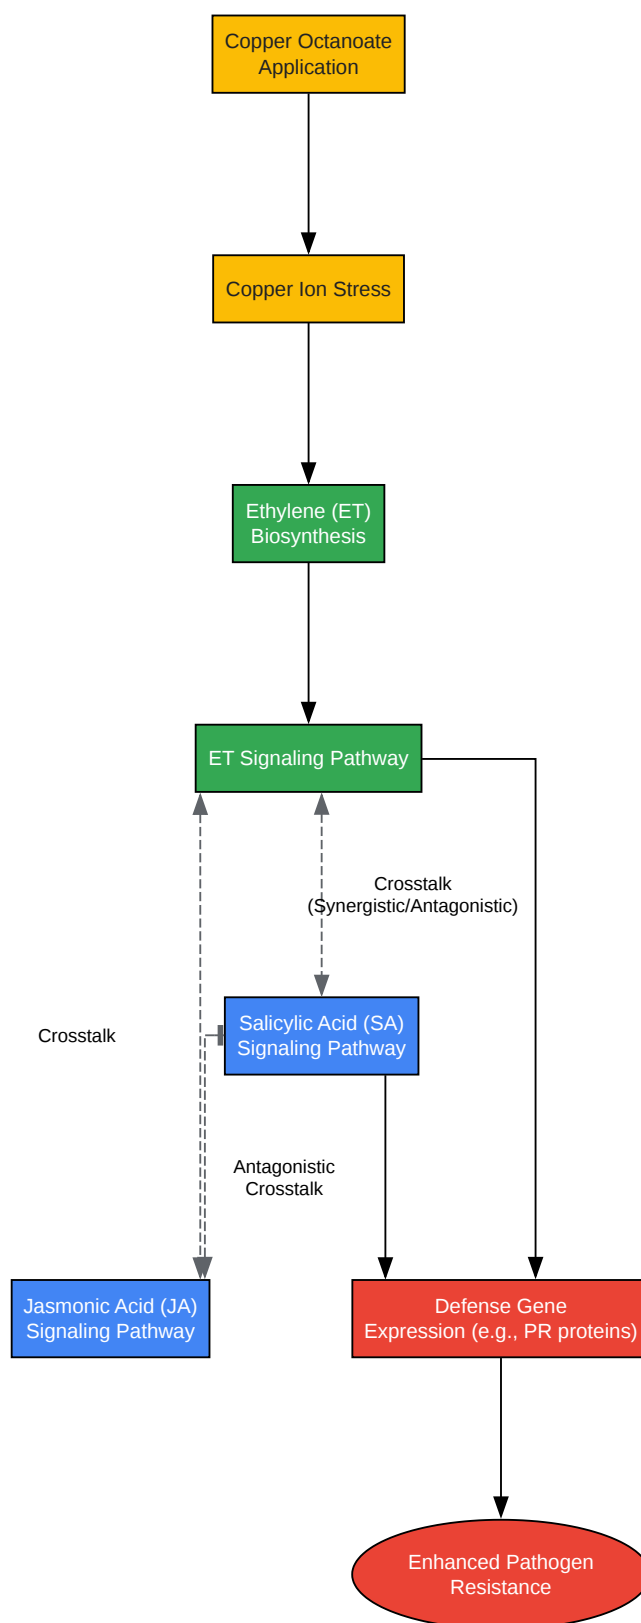 Copper Octanoate
Application
Copper Ion Stress
Ethylene (ET)
Biosynthesis
ET Signaling Pathway
Crosstalk
(Synergistic/Antagonistic)
Salicylic Acid (SA)
Signaling Pathway
Crosstalk
Antagonistic
Crosstalk
Jasmonic Acid (JA)
Signaling Pathway
Defense Gene
Expression (e.g., PR proteins)
Enhanced Pathogen
Resistance